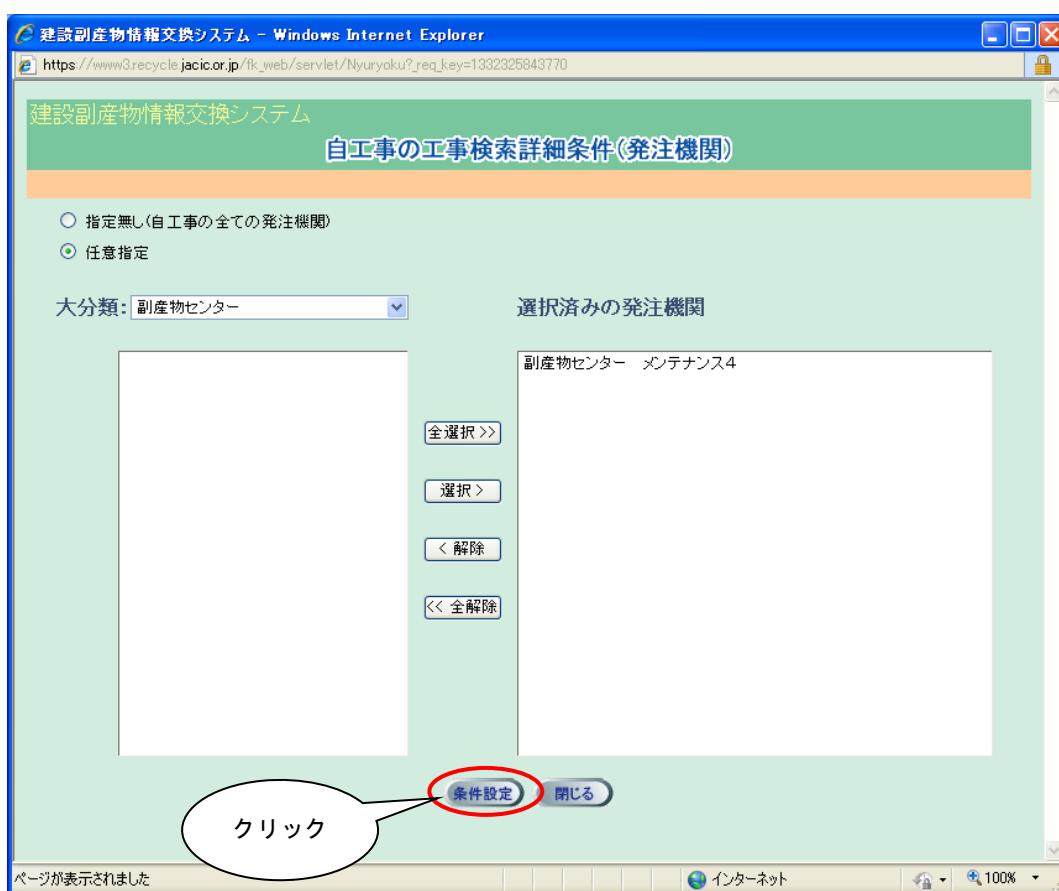 建設副産物情報交換システム - Windows Internet Explorer
https://www3.recycle.jacic.or.jp/fk_web/servlet/Nyuryoku?_req_key=1332325843770
建設副産物情報交換システム
自工事の工事検索詳細条件(発注機関)
指定無し(自工事の全ての発注機関)
任意指定
大分類: 副産物センター
選択済みの発注機関
副産物センター　メンテナンス4
全選択 >>
選択 >
< 解除
<< 全解除
条件設定 閉じる
クリック
ページが表示されました インターネット 100%